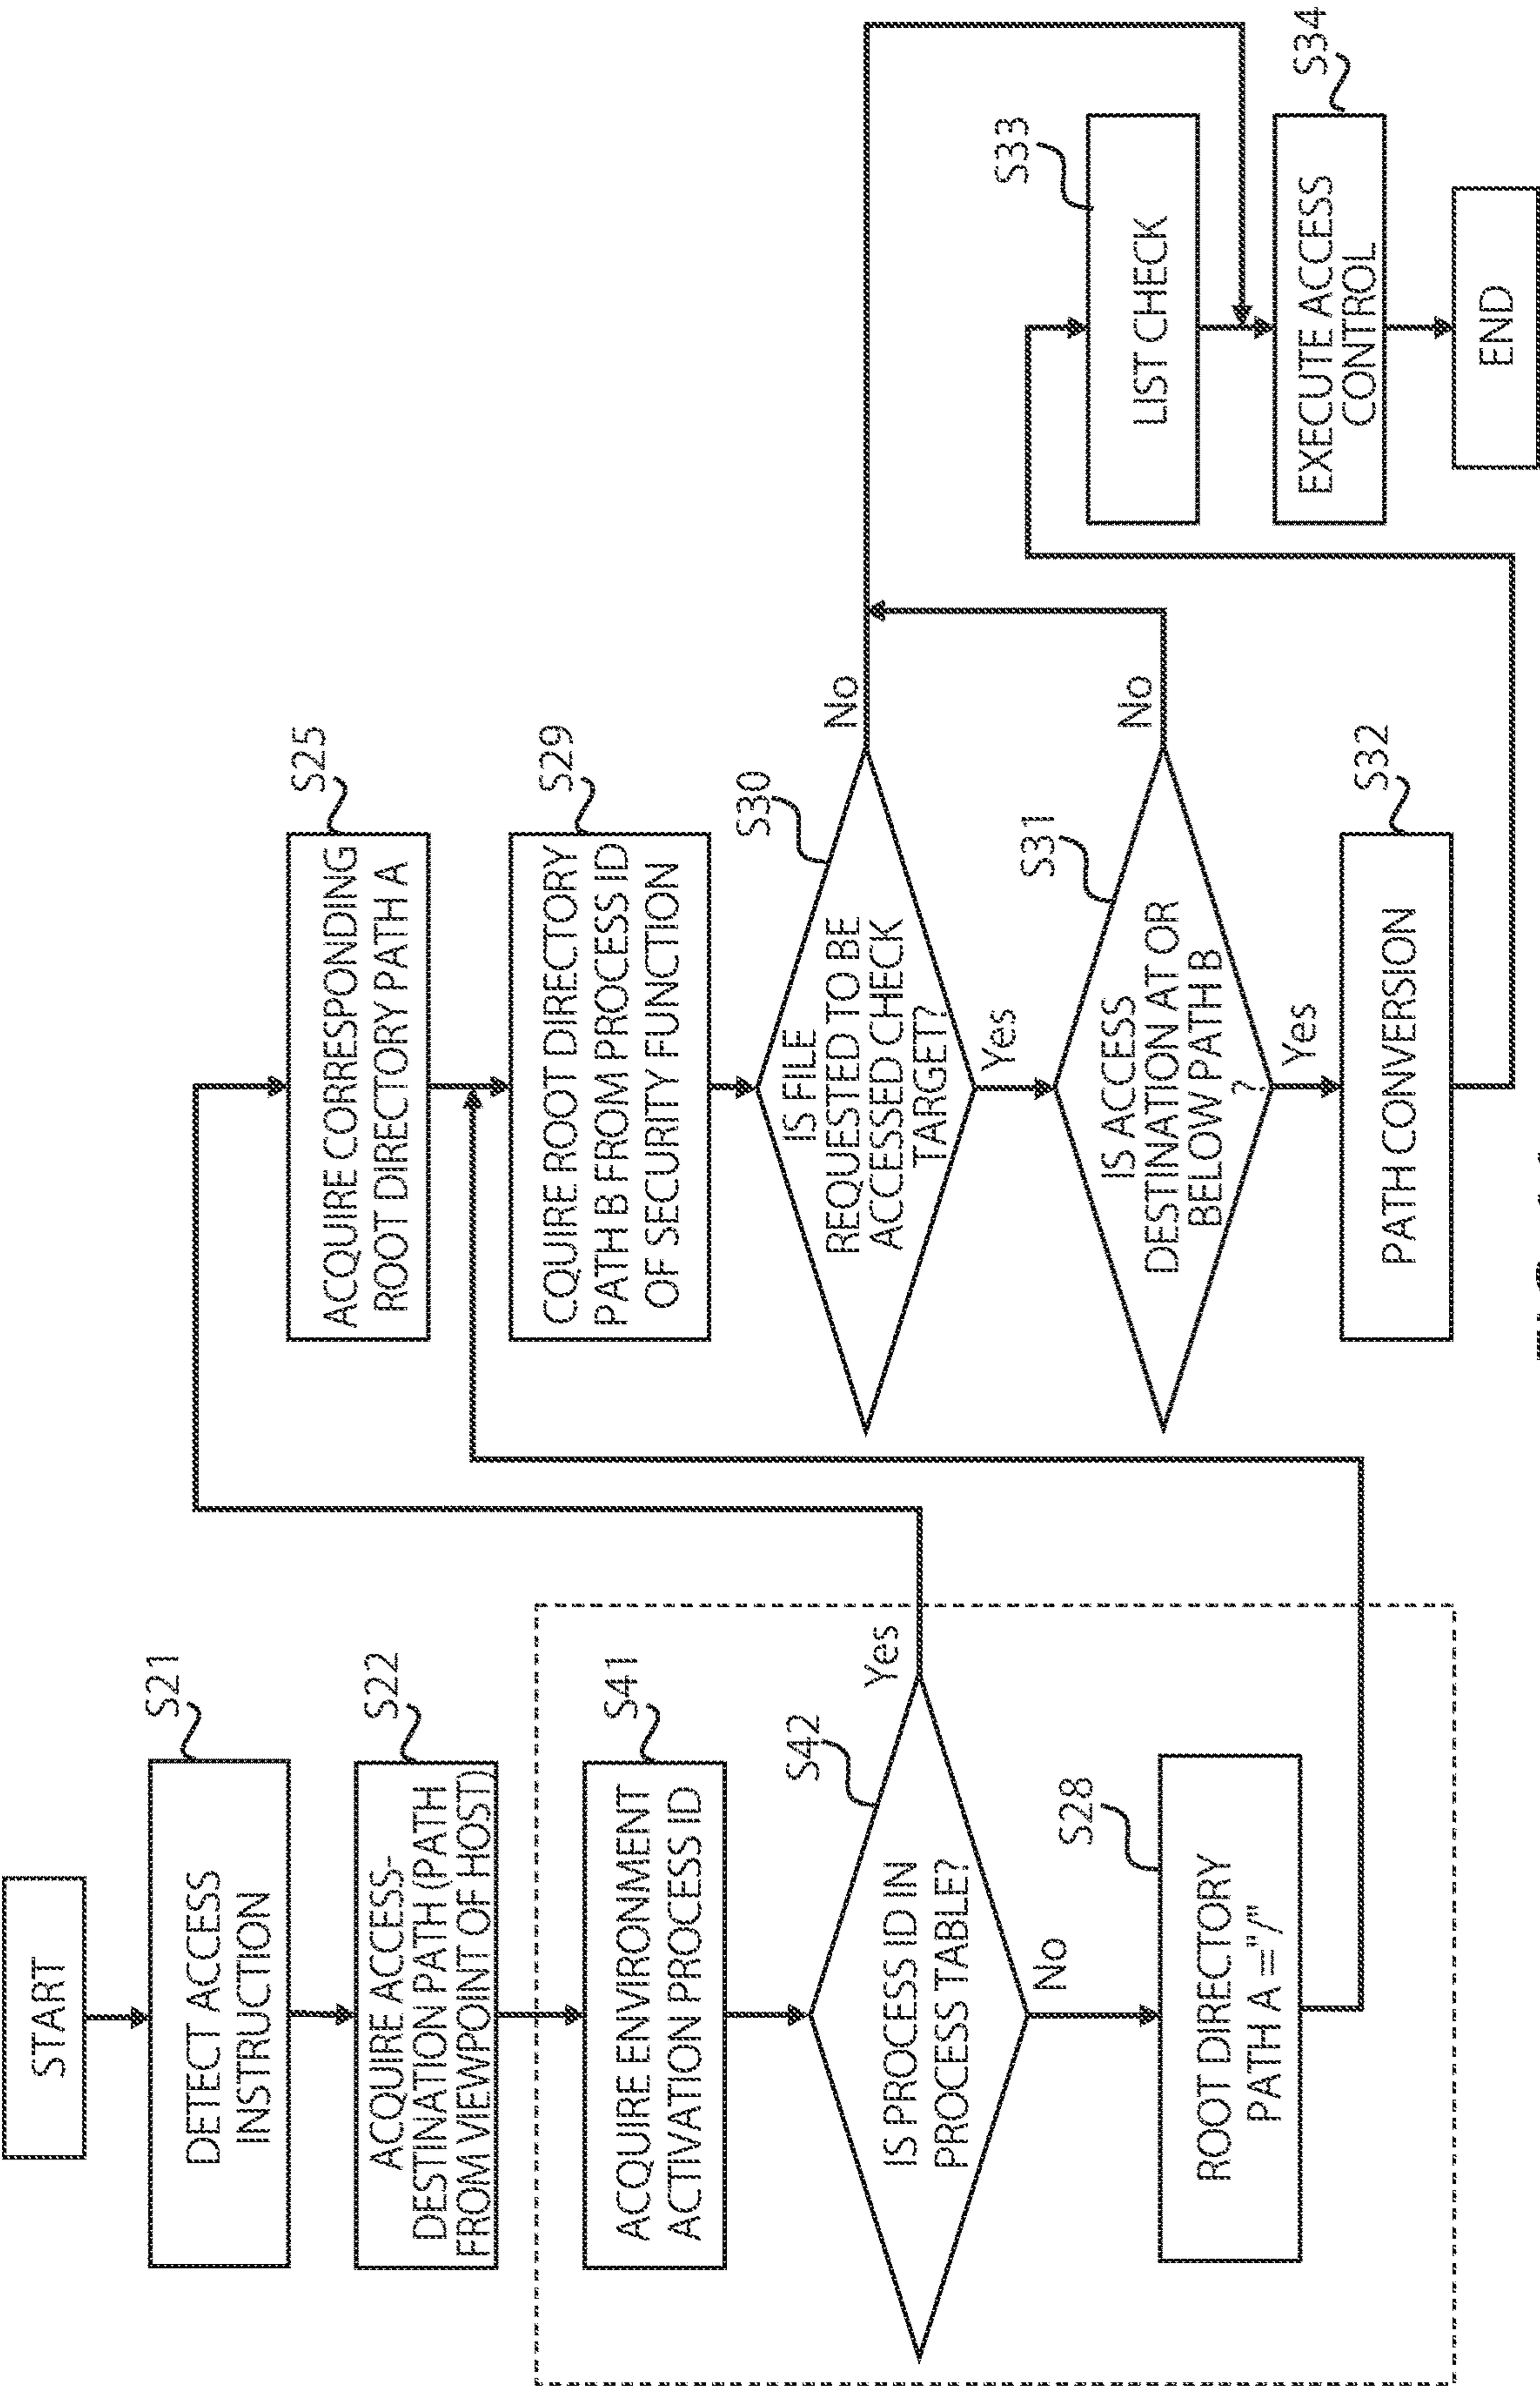 START
S21
DETECT ACCESS
INSTRUCTION
S22
ACQUIRE ACCESS-
DESTINATION PATH (PATH
FROM VIEWPOINT OF HOST)
S41
ACQUIRE ENVIRONMENT
ACTIVATION PROCESS ID
S42
IS PROCESS ID IN
PROCESS TABLE?
Yes
No
S28
ROOT DIRECTORY
PATH A ="/"
S25
ACQUIRE CORRESPONDING
ROOT DIRECTORY PATH A
S29
CQUIRE ROOT DIRECTORY
PATH B FROM PROCESS ID
OF SECURITY FUNCTION
S30
IS FILE
REQUESTED TO BE
ACCESSED CHECK
TARGET?
No
Yes
S31
IS ACCESS
DESTINATION AT OR
BELOW PATH B
?
No
Yes
S32
PATH CONVERSION
S33
LIST CHECK
S34
EXECUTE ACCESS
CONTROL
END